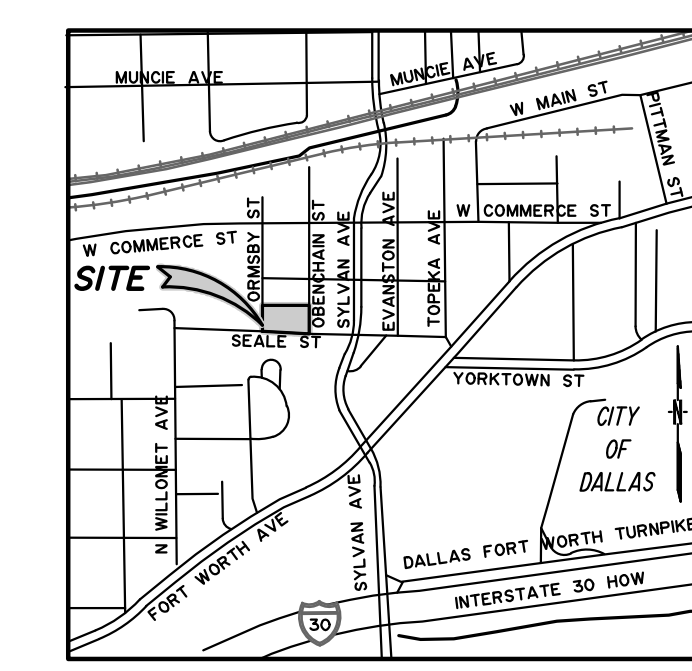 MUNCIE AVE
MUNCIE AVE
W MAIN ST
PITTMAN ST
W COMMERCE ST
W COMMERCE ST
ORMSBY ST
OBENCHAIN ST
SYLVAN AVE
EVANSTON AVE
TOPEKA AVE
SITE
SEALE ST
YORKTOWN ST
N
CITY
OF
DALLAS
N WILLOMET AVE
SYLVAN AVE
FORT WORTH AVE
DALLAS FORT WORTH TURNPIKE
INTERSTATE 30 HOW
30